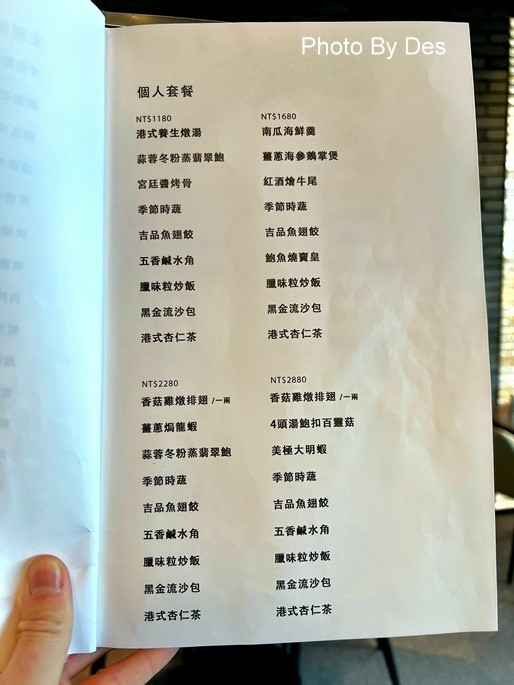 Photo By Des
個人套餐
NT$1180
港式養生燉湯
蒜蓉冬粉蒸翡翠鮑
宮廷醬烤骨
季節時蔬
吉品魚翅餃
五香鹹水角
臘味粒炒飯
黑金流沙包
港式杏仁茶
NT$1680
南瓜海鮮羹
薑蔥海參鵝掌煲
紅酒燴牛尾
季節時蔬
吉品魚翅餃
鮑魚燒賣皇
臘味粒炒飯
黑金流沙包
港式杏仁茶
NT$2280
香菇雞燉排翅 /一兩
薑蔥焗龍蝦
蒜蓉冬粉蒸翡翠鮑
季節時蔬
吉品魚翅餃
五香鹹水角
臘味粒炒飯
黑金流沙包
港式杏仁茶
NT$2880
香菇雞燉排翅 /一兩
4頭湯鮑扣百靈菇
美極大明蝦
季節時蔬
吉品魚翅餃
五香鹹水角
臘味粒炒飯
黑金流沙包
港式杏仁茶